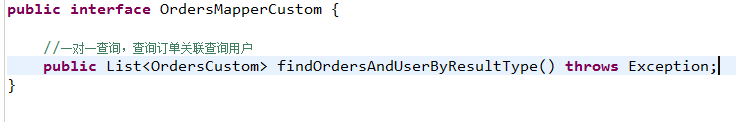 public interface OrdersMapperCustom {
//一对一查询，查询订单关联查询用户
public List<OrdersCustom> findOrdersAndUserByResultType() throws Exception;
}